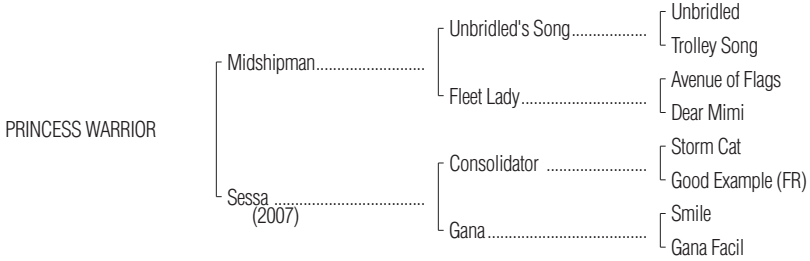 Unbridled
Unbridled's Song
Trolley Song
Midshipman
Avenue of Flags
Fleet Lady
Dear Mimi
PRINCESS WARRIOR
Storm Cat
Consolidator
Good Example (FR)
Sessa
(2007)
Smile
Gana
Gana Facil